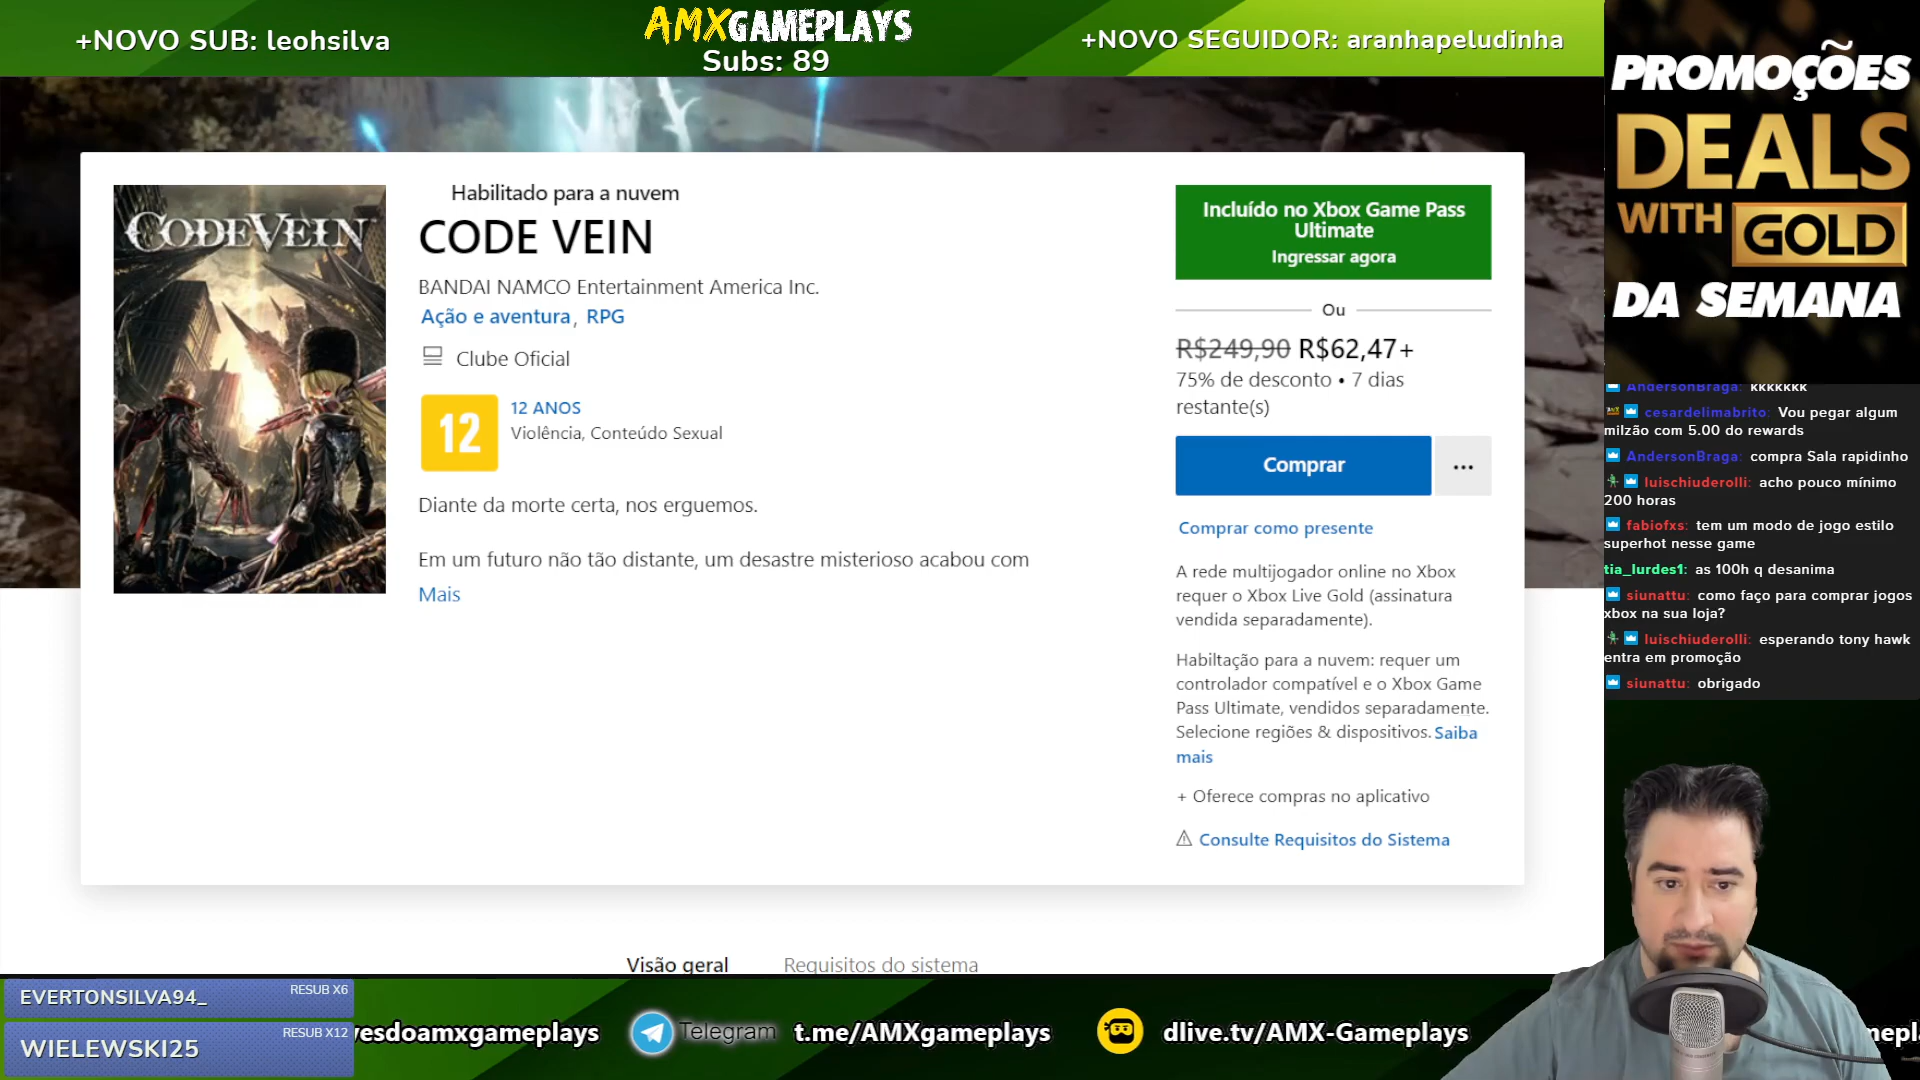 +NOVO SUB: leohsilva
AMXGAMEPLAYS
Subs: 89
+NOVO SEGUIDOR: aranhapeludinha
CODE VEIN
Habilitado para a nuvem
CODE VEIN
BANDAI NAMCO Entertainment America Inc.
Ação e aventura, RPG
Clube Oficial
12
12 ANOS
Violência, Conteúdo Sexual
Diante da morte certa, nos erguemos.
Em um futuro não tão distante, um desastre misterioso acabou com
Mais
Incluído no Xbox Game Pass
Ultimate
Ingressar agora
Ou
R$249,90 R$62,47+
75% de desconto • 7 dias
restante(s)
Comprar
...
Comprar como presente
A rede multijogador online no Xbox
requer o Xbox Live Gold (assinatura
vendida separadamente).
Habiltação para a nuvem: requer um
controlador compatível e o Xbox Game
Pass Ultimate, vendidos separadamente.
Selecione regiões & dispositivos. Saiba
mais
+ Oferece compras no aplicativo
Consulte Requisitos do Sistema
Visão geral
Requisitos do sistema
PROMOÇÕES
DEALS
WITH GOLD
DA SEMANA
AndersonBraga: kkkkkkk
cesardelimabrito: Vou pegar algum
milzão com 5.00 do rewards
AndersonBraga: compra Sala rapidinho
luischiuderolli: acho pouco mínimo
200 horas
fabiofxs: tem um modo de jogo estilo
superhot nesse game
tia_lurdes1: as 100h q desanima
siunattu: como faço para comprar jogos
xbox na sua loja?
luischiuderolli: esperando tony hawk
entra em promoção
siunattu: obrigado
EVERTONSILVA94_
RESUB X6
WIELEWSKI25
RESUB X12
vesdoamxgameplays
Telegram
t.me/AMXgameplays
dlive.tv/AMX-Gameplays